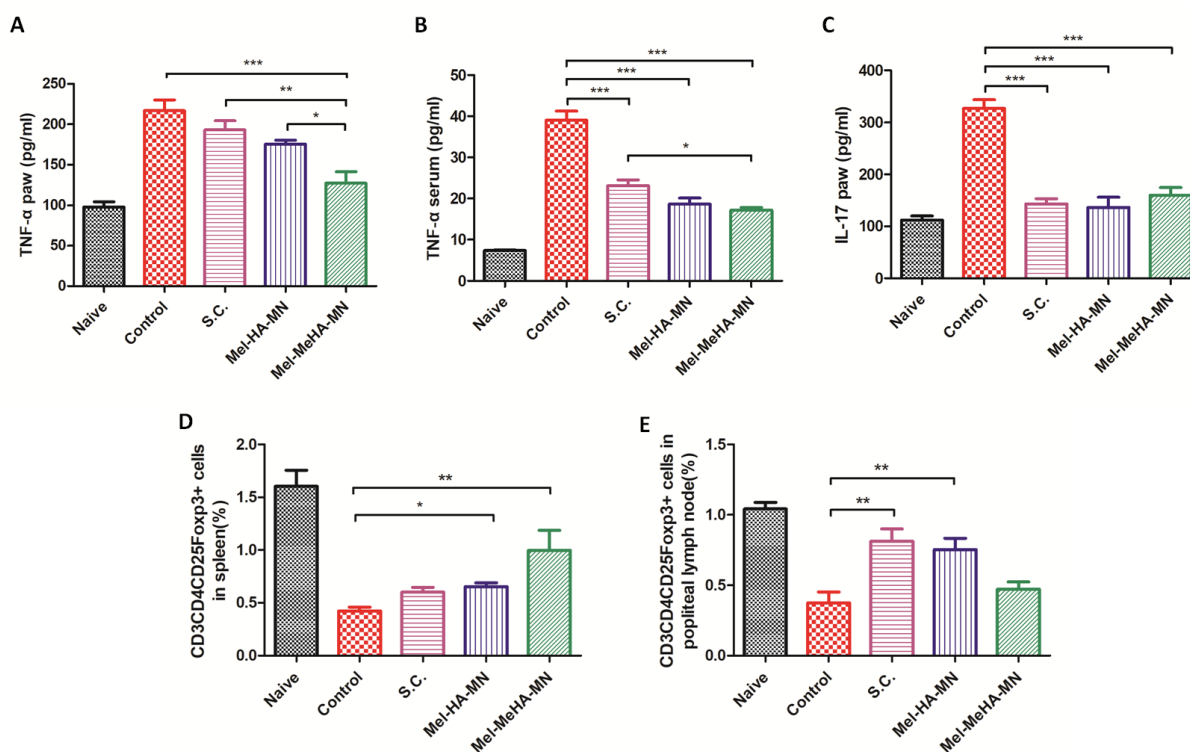 A
TNF-α paw (pg/ml)
250
200
150
100
50
0
***
**
*
Naive
Control
S.C.
Mel-HA-MN
Mel-MeHA-MN
B
TNF-α serum (pg/ml)
50
40
30
20
10
0
***
***
***
*
Naive
Control
S.C.
Mel-HA-MN
Mel-MeHA-MN
C
IL-17 paw (pg/ml)
400
300
200
100
0
***
***
***
Naive
Control
S.C.
Mel-HA-MN
Mel-MeHA-MN
D
CD3CD4CD25Foxp3+ cells
in spleen(%)
2.0
1.5
1.0
0.5
0.0
**
*
Naive
Control
S.C.
Mel-HA-MN
Mel-MeHA-MN
E
CD3CD4CD25Foxp3+ cells in
popliteal lymph node(%)
1.5
1.0
0.5
0.0
**
**
Naive
Control
S.C.
Mel-HA-MN
Mel-MeHA-MN